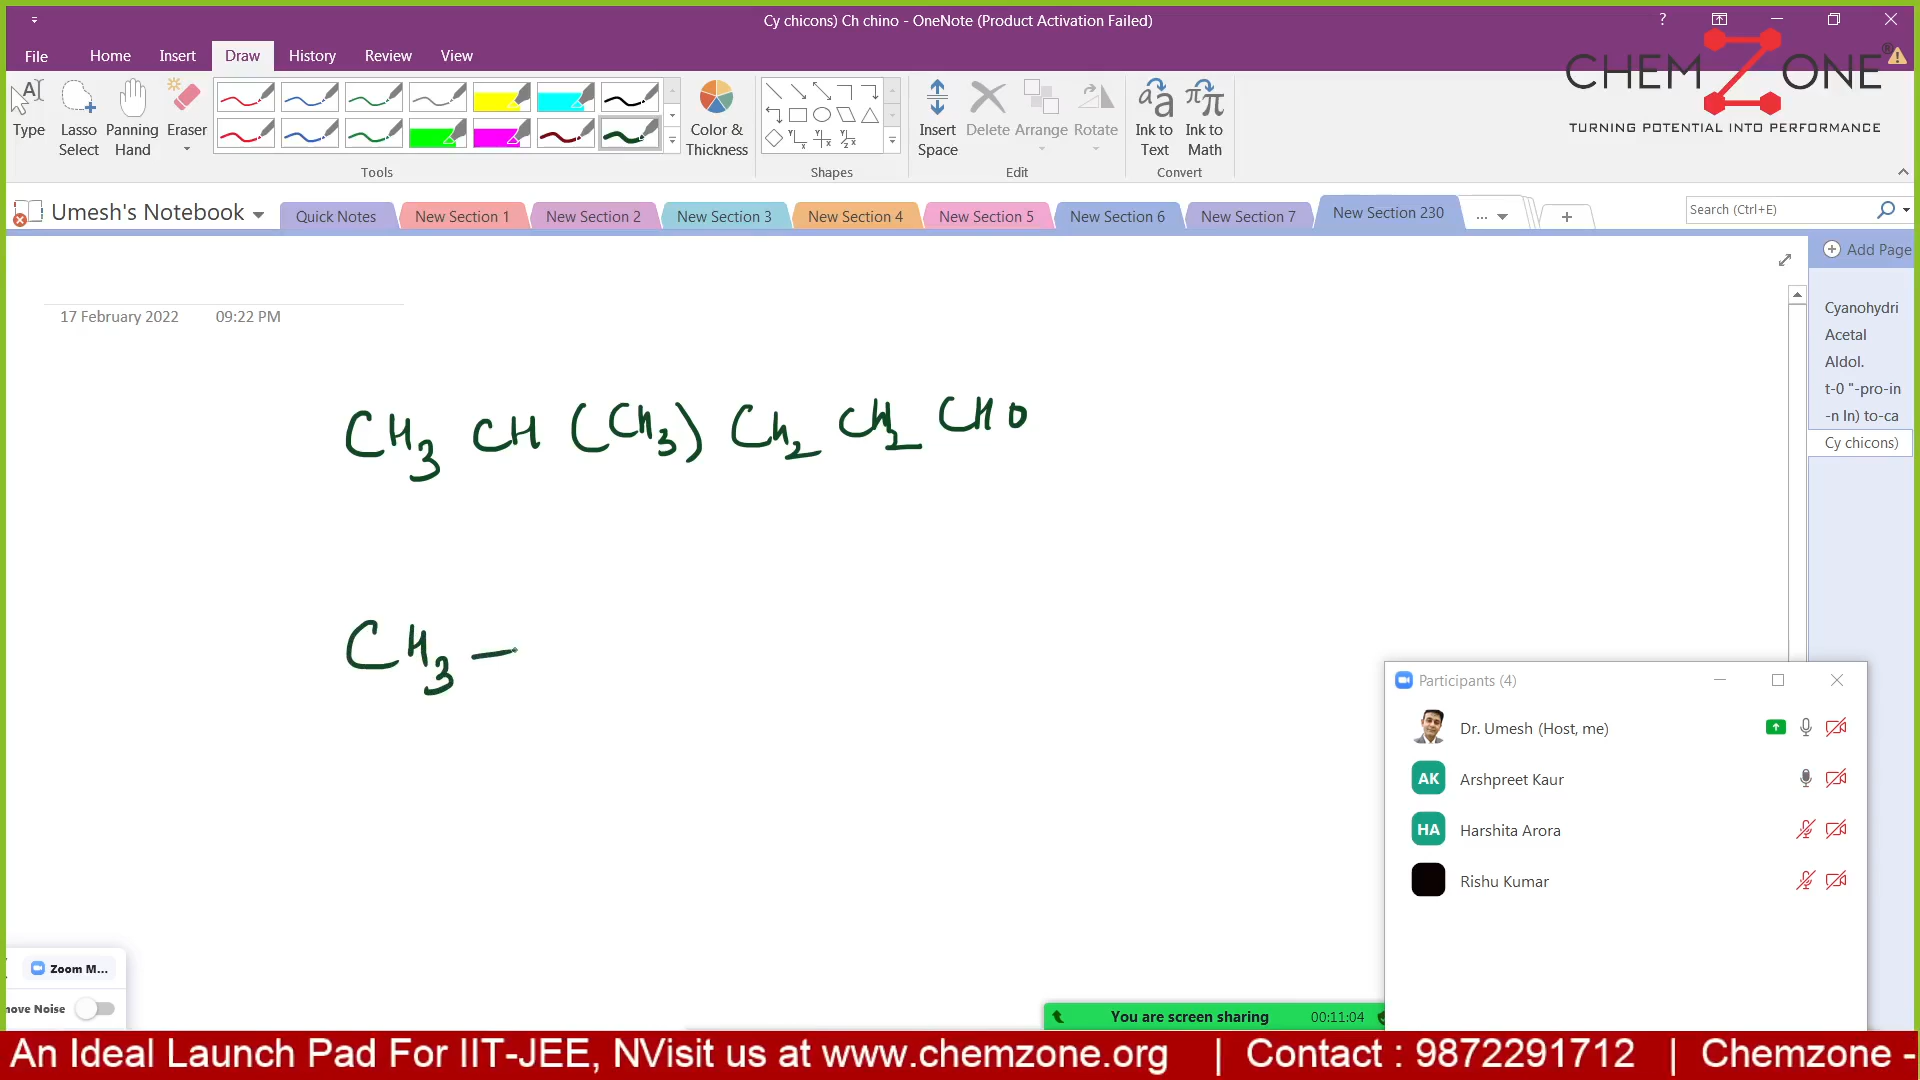 Cy chicons) Ch chino - OneNote (Product Activation Failed)
?
File Home Insert Draw History Review View
CHEMZONE®
TURNING POTENTIAL INTO PERFORMANCE
Type
Lasso Select
Panning Hand
Eraser
Color & Thickness
Insert Space
Delete
Arrange
Rotate
Ink to Text
Ink to Math
Tools
Shapes
Edit
Convert
Umesh's Notebook
Quick Notes New Section 1 New Section 2 New Section 3 New Section 4 New Section 5 New Section 6 New Section 7 New Section 230 ... +
Search (Ctrl+E)
Add Page
17 February 2022 09:22 PM
Cyanohydri
Acetal
Aldol.
t-0 "-pro-in
-n In) to-ca
Cy chicons)
CH3 CH (CH3) CH2 CH2 CHO
CH3 —
Participants (4)
Dr. Umesh (Host, me)
AK Arshpreet Kaur
HA Harshita Arora
Rishu Kumar
Zoom M...
nove Noise
You are screen sharing 00:11:04
An Ideal Launch Pad For IIT-JEE, NVisit us at www.chemzone.org | Contact : 9872291712 | Chemzone -